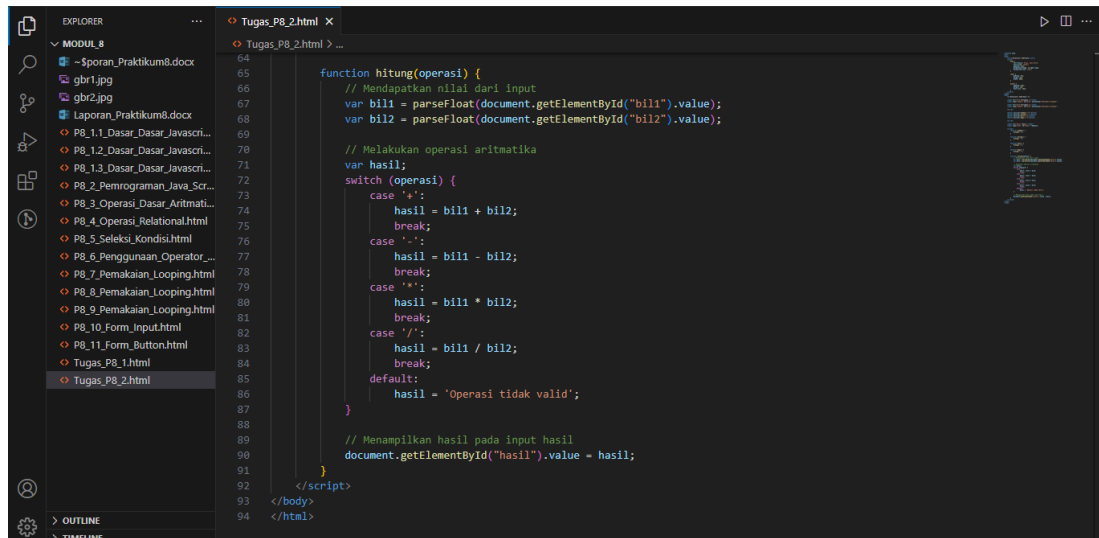 EXPLORER
MODUL_8
~$poran_Praktikum8.docx
gbr1.jpg
gbr2.jpg
Laporan_Praktikum8.docx
P8_1.1_Dasar_Dasar_Javascri...
P8_1.2_Dasar_Dasar_Javascri...
P8_1.3_Dasar_Dasar_Javascri...
P8_2_Pemrograman_Java_Scr...
P8_3_Operasi_Dasar_Aritmati...
P8_4_Operasi_Relational.html
P8_5_Seleksi_Kondisi.html
P8_6_Penggunaan_Operator_...
P8_7_Pemakaian_Looping.html
P8_8_Pemakaian_Looping.html
P8_9_Pemakaian_Looping.html
P8_10_Form_Input.html
P8_11_Form_Button.html
Tugas_P8_1.html
Tugas_P8_2.html
OUTLINE
TIMELINE
Tugas_P8_2.html
Tugas_P8_2.html > ...
64
65 function hitung(operasi) {
66 // Mendapatkan nilai dari input
67 var bil1 = parseFloat(document.getElementById("bil1").value);
68 var bil2 = parseFloat(document.getElementById("bil2").value);
69
70 // Melakukan operasi aritmatika
71 var hasil;
72 switch (operasi) {
73 case '+':
74 hasil = bil1 + bil2;
75 break;
76 case '-':
77 hasil = bil1 - bil2;
78 break;
79 case '*':
80 hasil = bil1 * bil2;
81 break;
82 case '/':
83 hasil = bil1 / bil2;
84 break;
85 default:
86 hasil = 'Operasi tidak valid';
87 }
88
89 // Menampilkan hasil pada input hasil
90 document.getElementById("hasil").value = hasil;
91 }
92 </script>
93 </body>
94 </html>